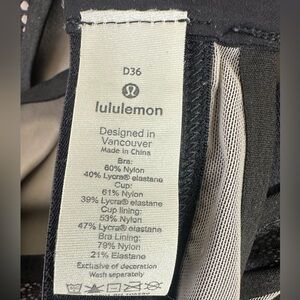 D36
lululemon
Designed in
Vancouver
Made in China
Bra:
60% Nylon
40% Lycra® elastane
Cup:
61% Nylon
39% Lycra® elastane
Cup lining:
53% Nylon
47% Lycra® elastane
Bra Lining:
79% Nylon
21% Elastane
Exclusive of decoration
Wash separately